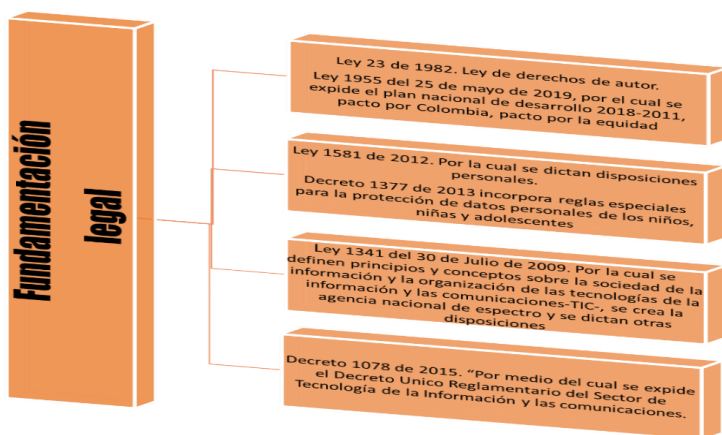 Fundamentación
legal
Ley 23 de 1982. Ley de derechos de autor.
Ley 1955 del 25 de mayo de 2019, por el cual se
expide el plan nacional de desarrollo 2018-2011,
pacto por Colombia, pacto por la equidad
Ley 1581 de 2012. Por la cual se dictan disposiciones
personales.
Decreto 1377 de 2013 incorpora reglas especiales
para la protección de datos personales de los niños,
niñas y adolescentes
Ley 1341 del 30 de Julio de 2009. Por la cual se
definen principios y conceptos sobre la sociedad de la
información y la organización de las tecnologías de la
información y las comunicaciones-TIC-, se crea la
agencia nacional de espectro y se dictan otras
disposiciones
Decreto 1078 de 2015. “Por medio del cual se expide
el Decreto Unico Reglamentario del Sector de
Tecnología de la Información y las comunicaciones.